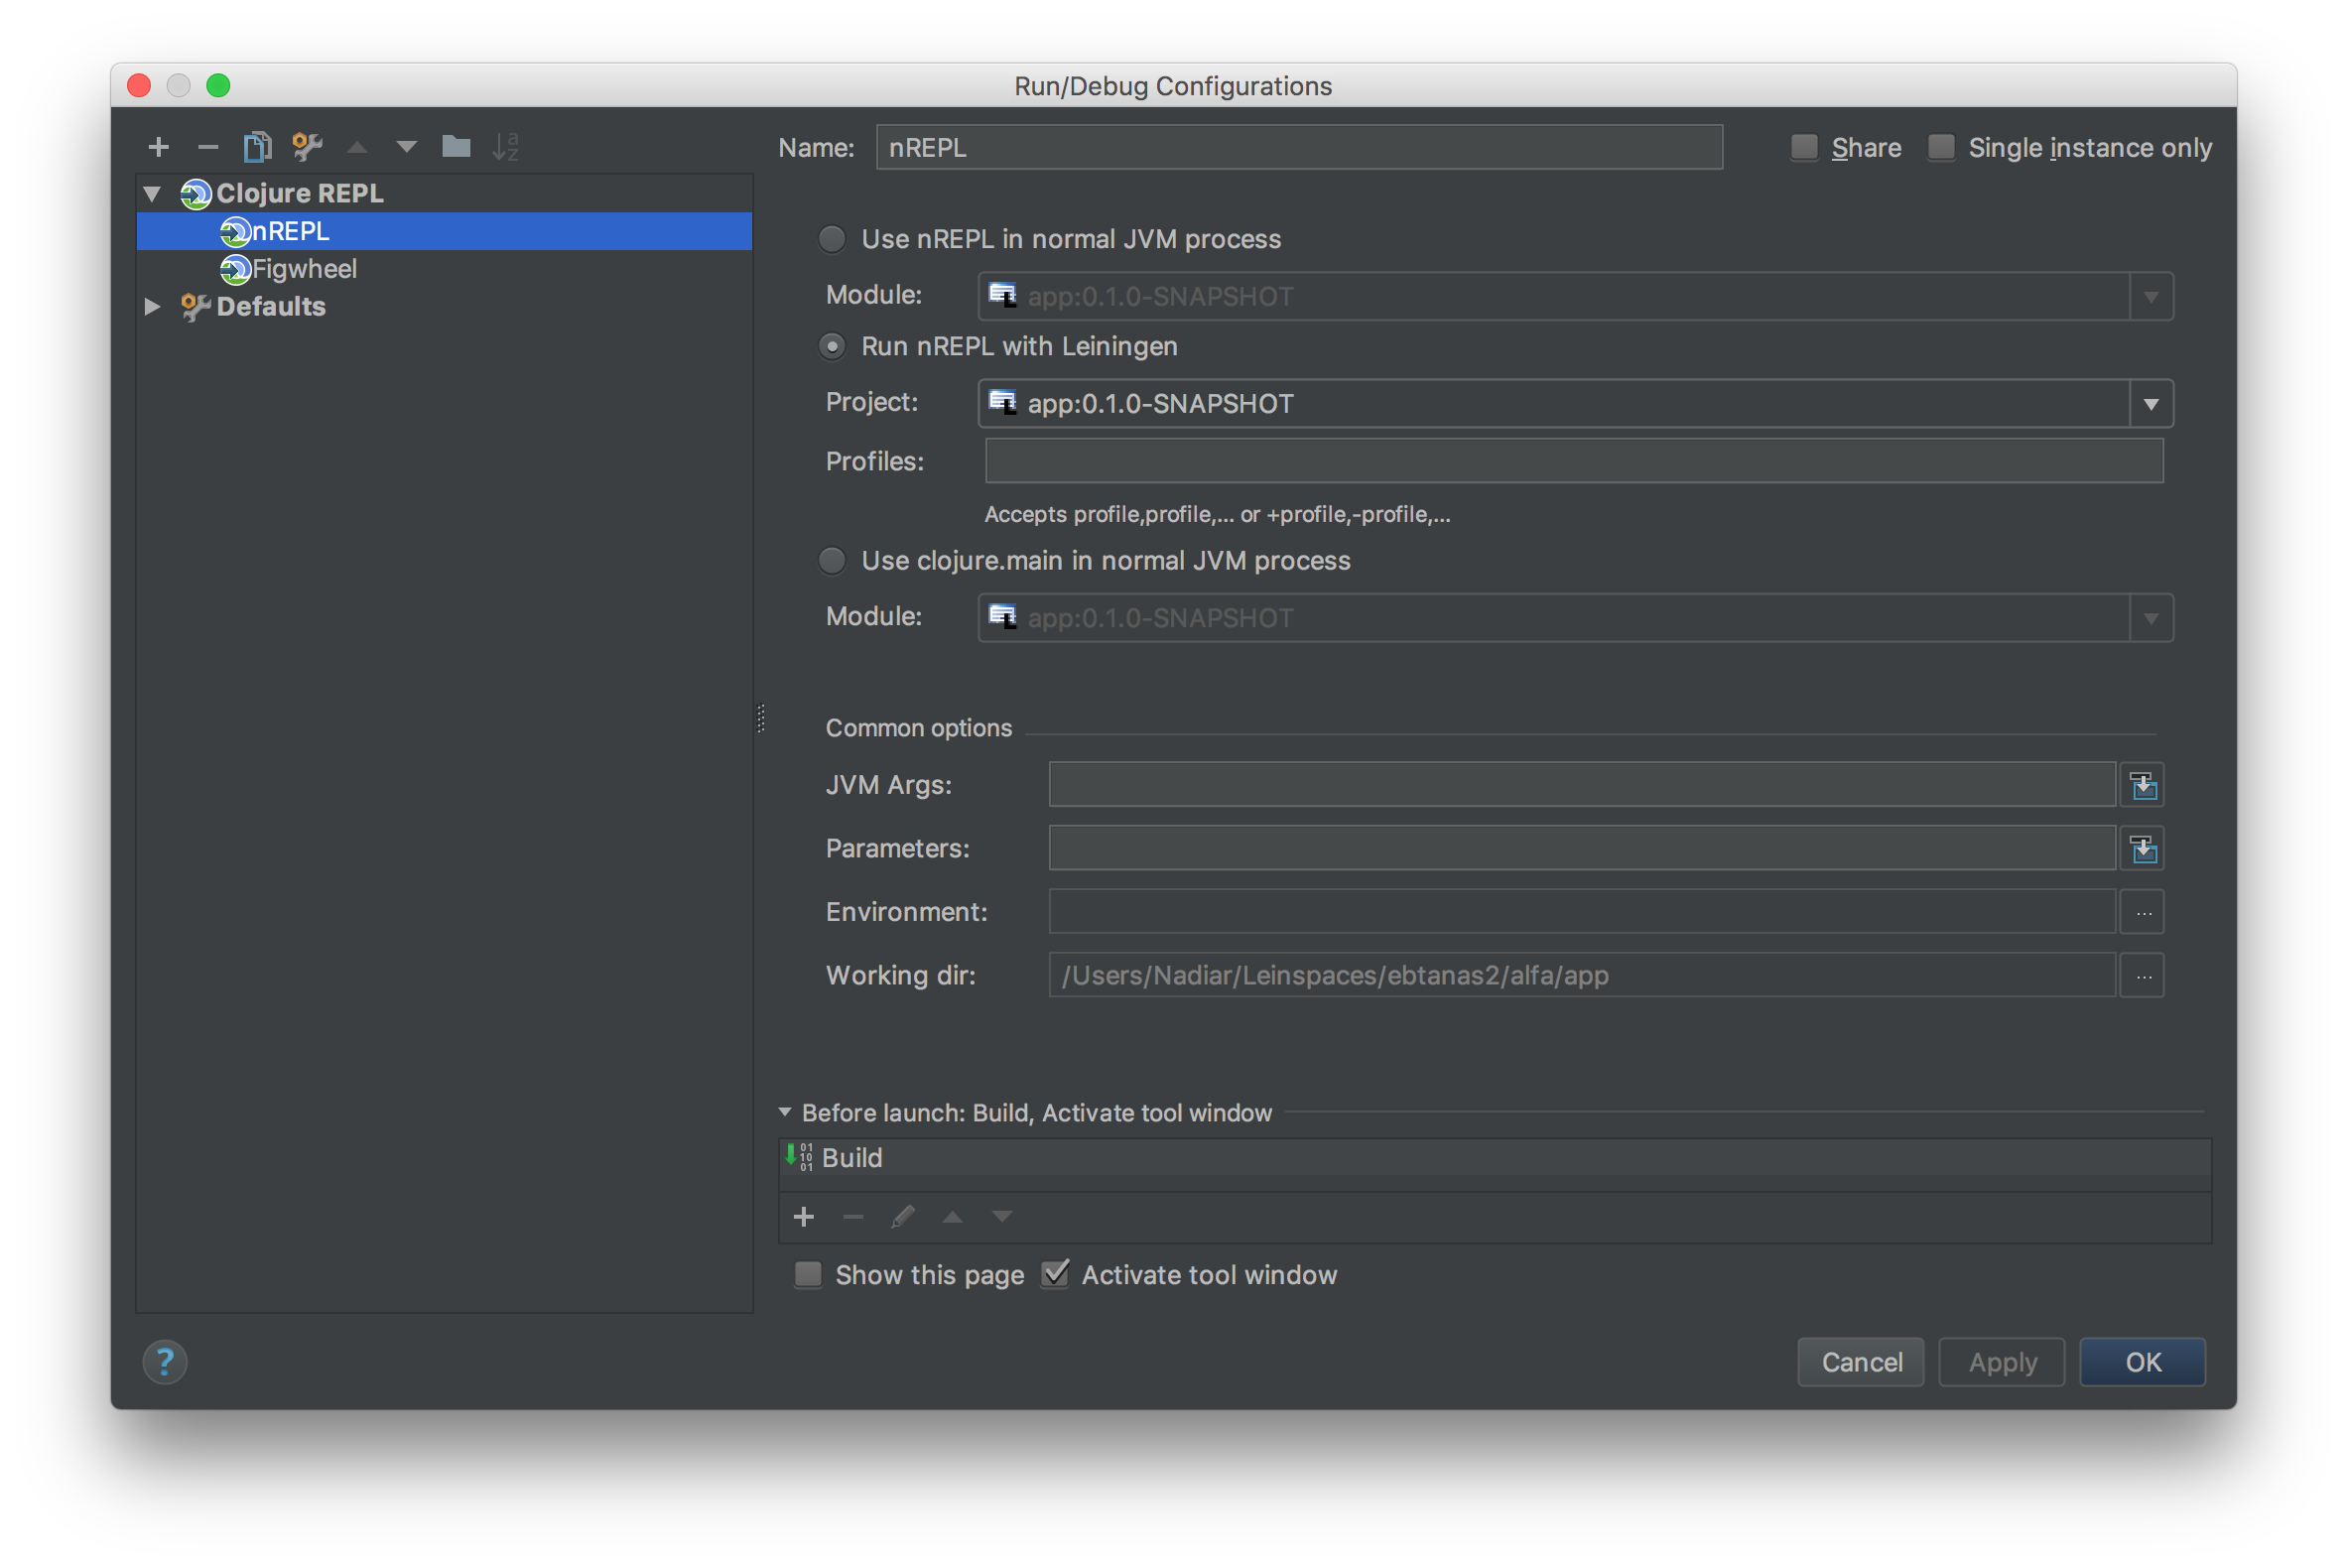 Run/Debug Configurations
Clojure REPL
nREPL
Figwheel
Defaults
Name: nREPL Share Single instance only
Use nREPL in normal JVM process
Module: app:0.1.0-SNAPSHOT
Run nREPL with Leiningen
Project: app:0.1.0-SNAPSHOT
Profiles:
Accepts profile,profile,... or +profile,-profile,...
Use clojure.main in normal JVM process
Module: app:0.1.0-SNAPSHOT
Common options
JVM Args:
Parameters:
Environment: ...
Working dir: /Users/Nadiar/Leinspaces/ebtanas2/alfa/app ...
Before launch: Build, Activate tool window
Build
Show this page Activate tool window
? Cancel Apply OK